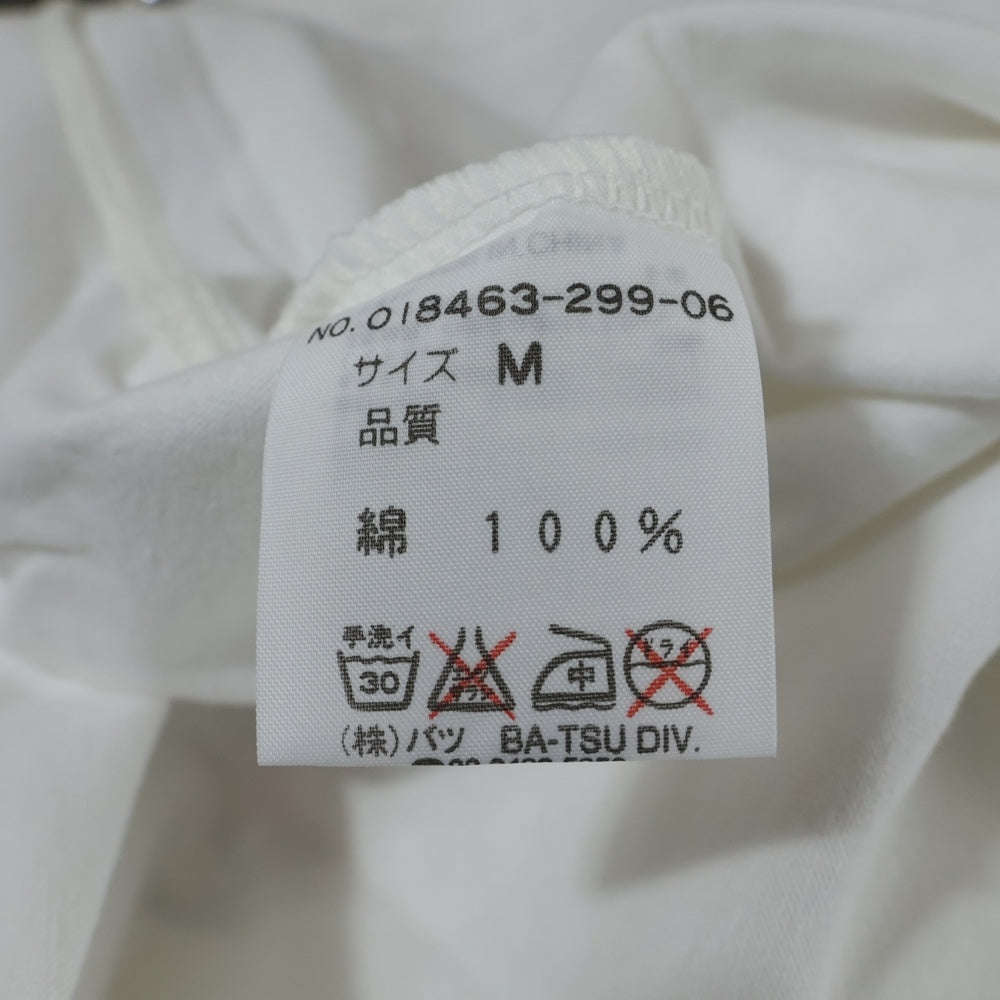 NO. 018463-299-06
サイズ M
品質
綿 100%
手洗イ
30
中
(株)バツ BA-TSU DIV.